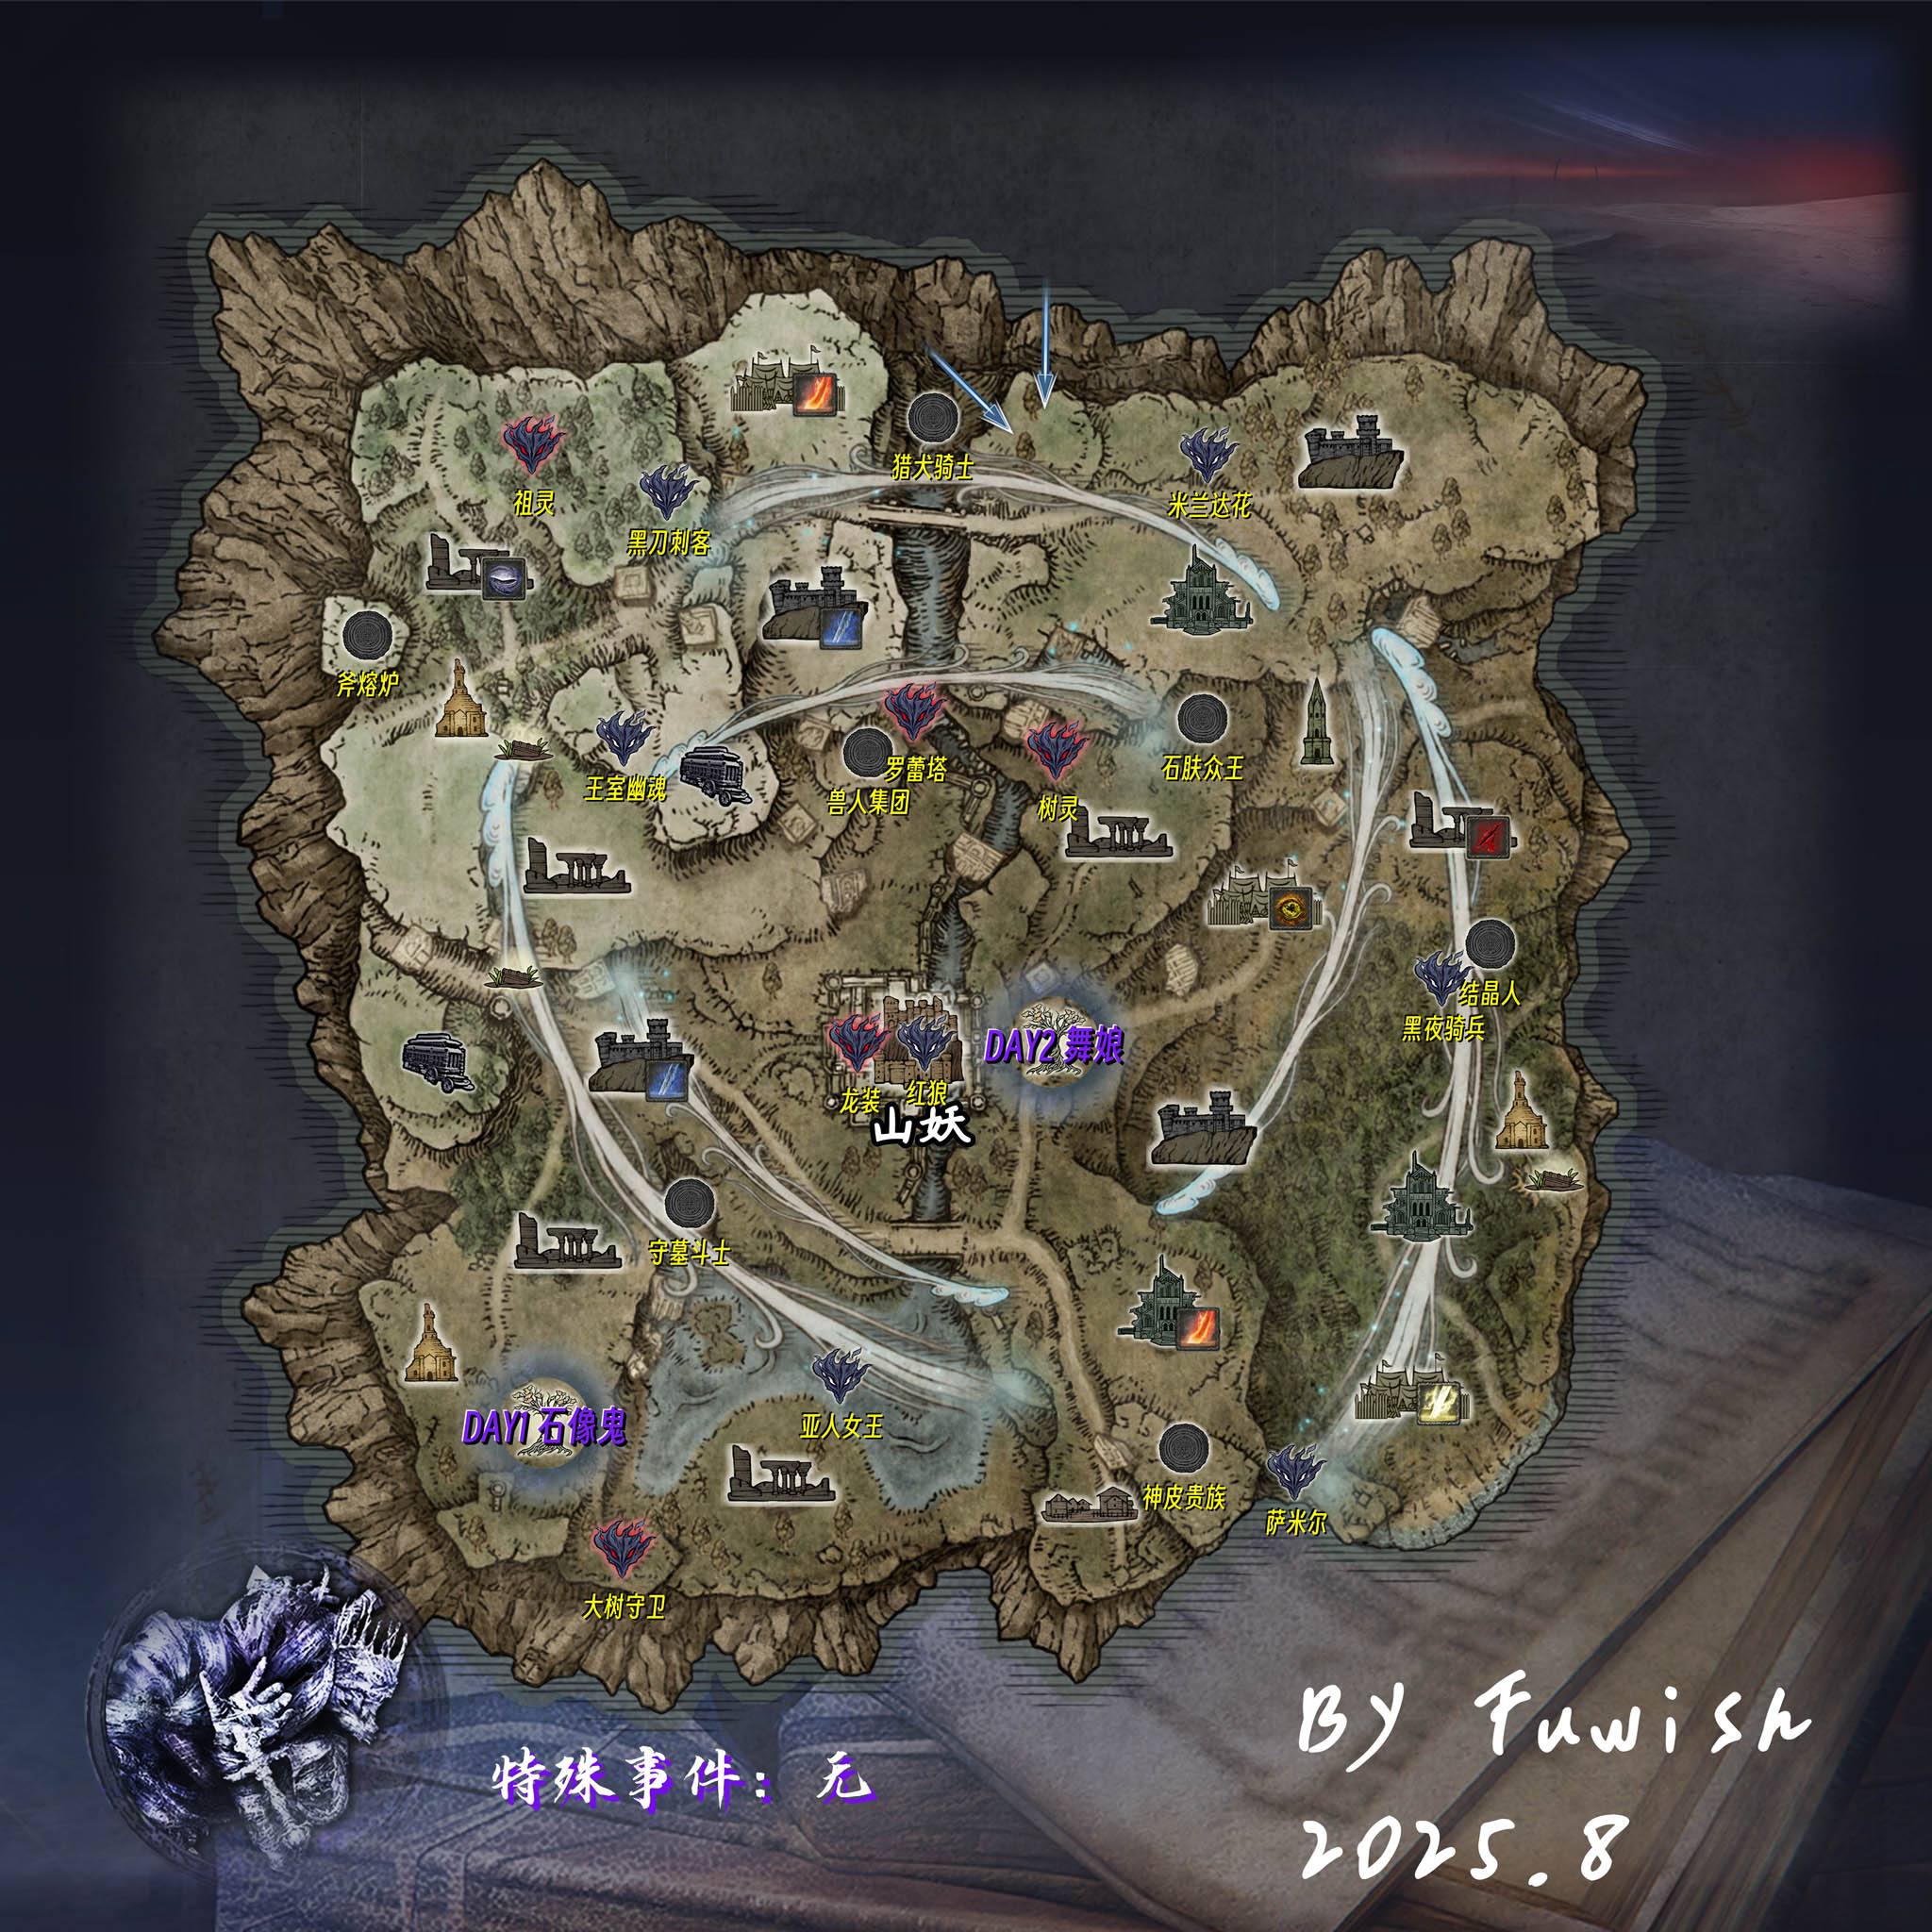 猎犬骑士
祖灵
米兰达花
黑刀刺客
斧熔炉
王室幽魂
罗蕾塔
石肤众王
兽人集团
树灵
结晶人
黑夜骑兵
DAY2 舞娘
龙装
红狼
山妖
守墓斗士
DAY1 石像鬼
亚人女王
神皮贵族
萨米尔
大树守卫
特殊事件：无
BY Fuwish
2025.8